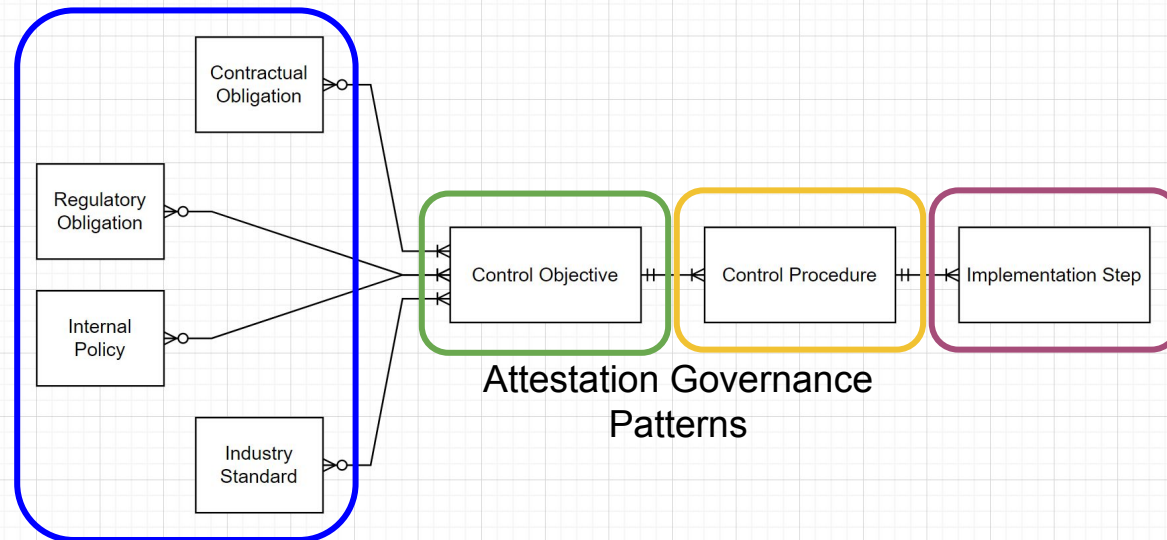 Contractual
Obligation
Regulatory
Obligation
Internal
Policy
Industry
Standard
Control Objective
Control Procedure
Implementation Step
Attestation Governance
Patterns